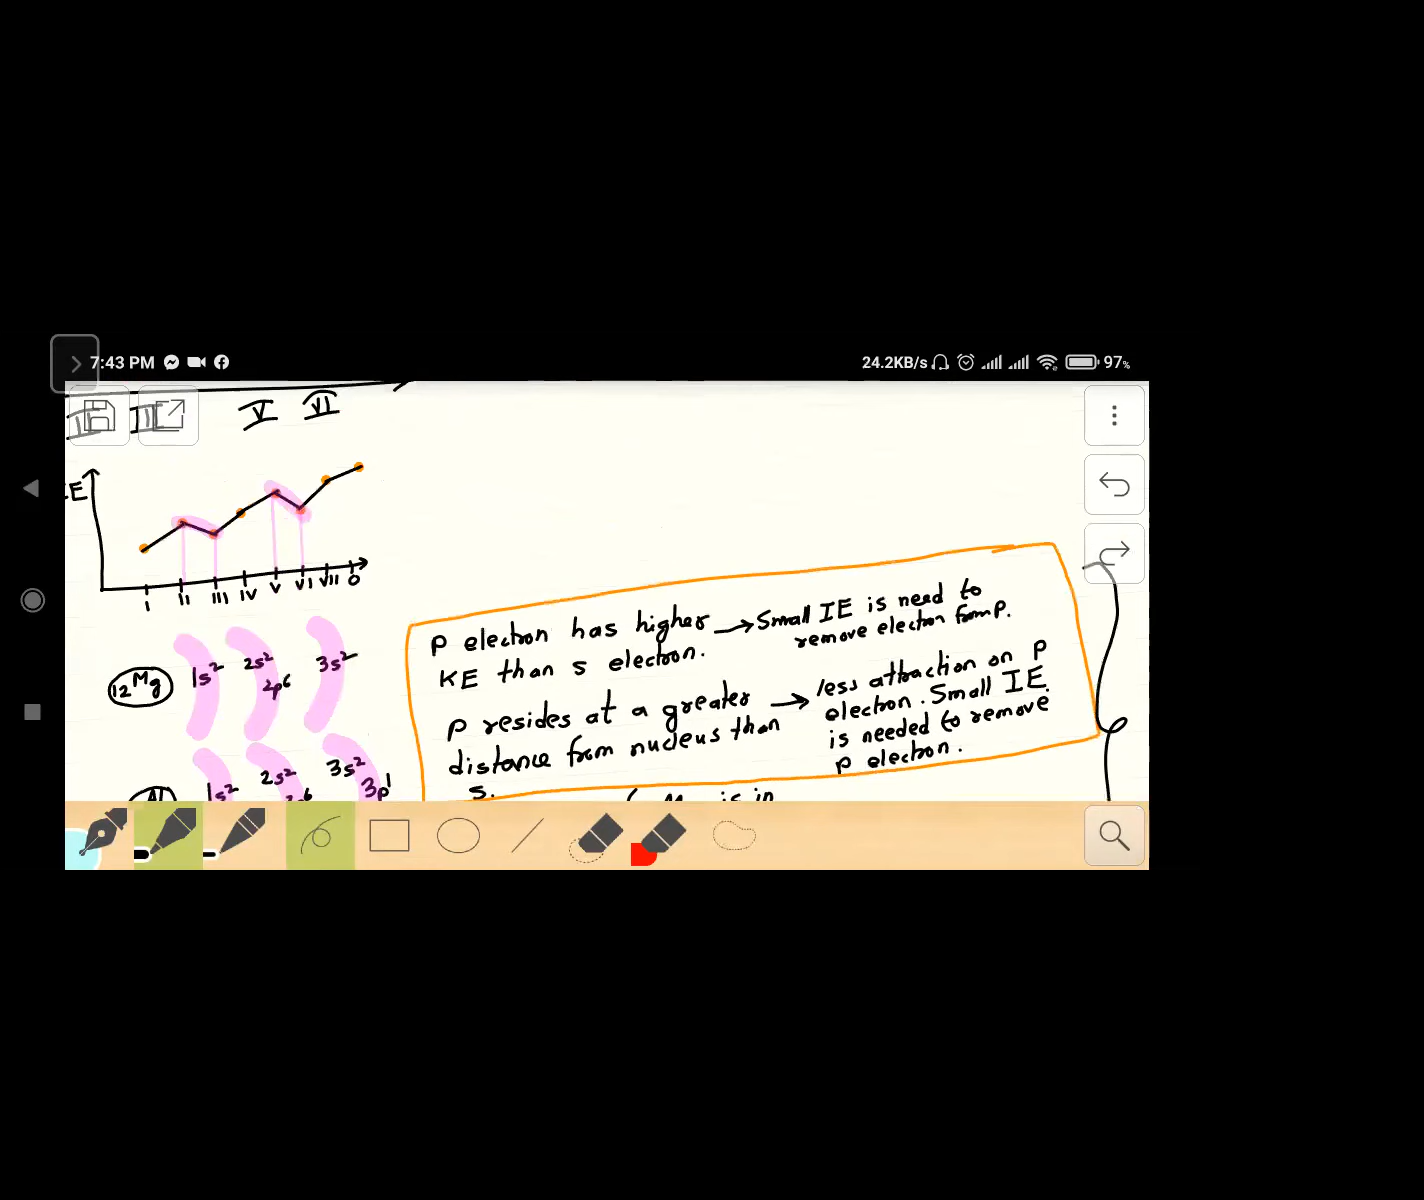 7:43 PM
24.2KB/s
97%
V VI
E
I II III IV V VI VII 0
12Mg 1s² 2s² 3s²
2p⁶
Al 1s² 2s² 3s²
3p¹
P electron has higher → Small IE is need to
KE than s electron. remove electron from P.
P resides at a greater → less attraction on P
distance from nucleus than electron. Small IE
s. is needed to remove
P electron.
is in